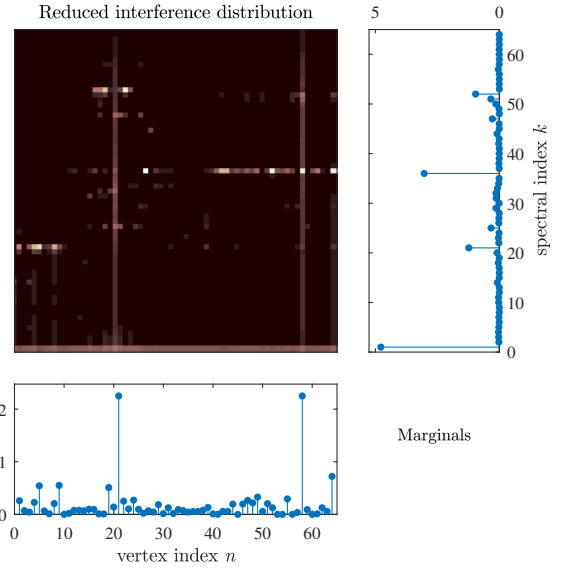 Reduced interference distribution
5 0
60
50
40
30
20
10
0
spectral index k
2
1
0
0 10 20 30 40 50 60
vertex index n
Marginals